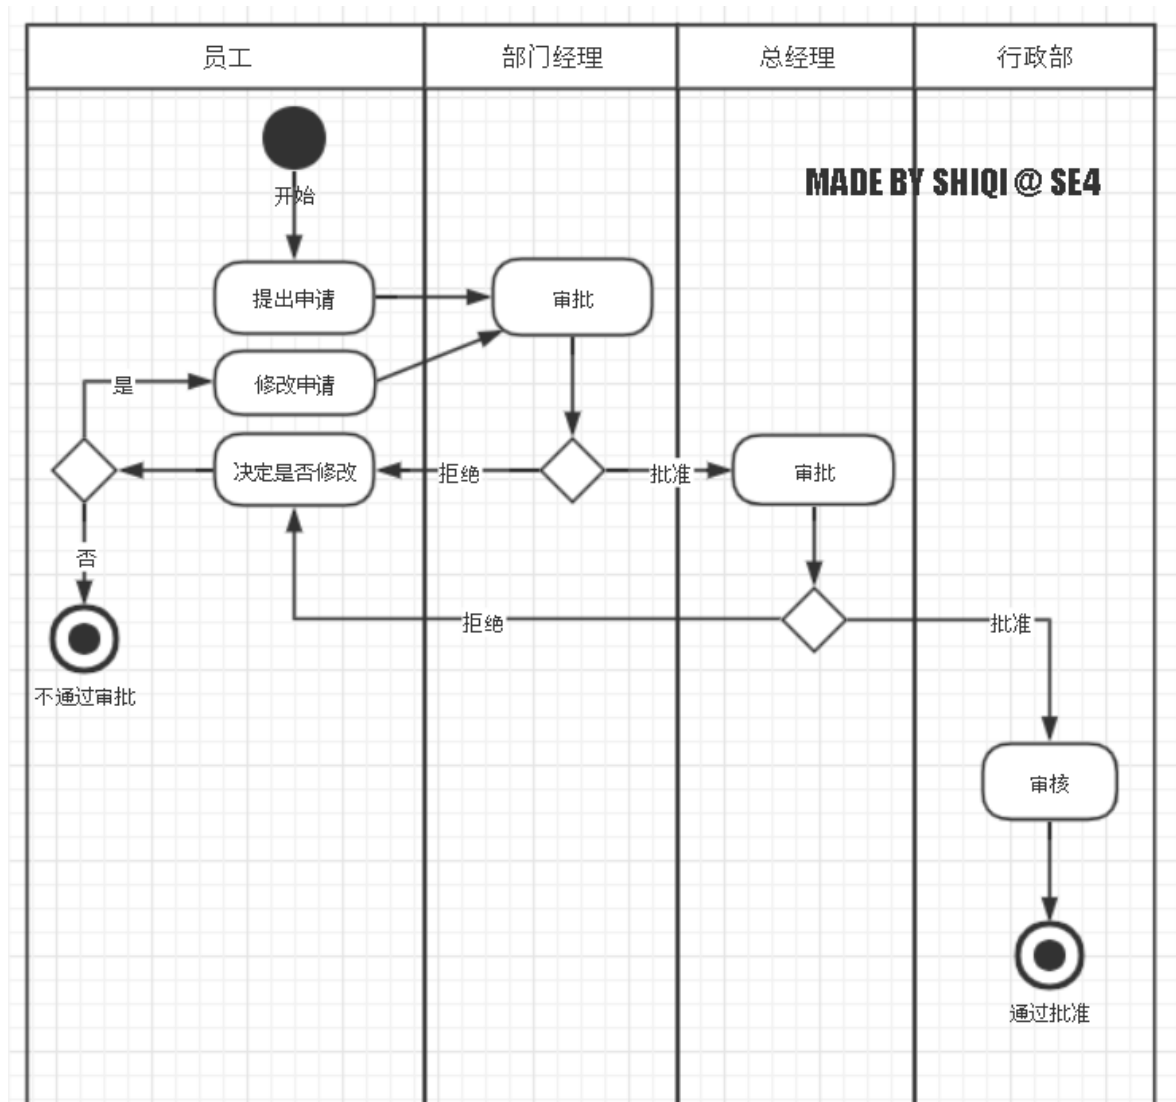 员工
部门经理
总经理
行政部
MADE BY SHIQI @ SE4
开始
提出申请
审批
修改申请
是
决定是否修改
拒绝
批准
审批
否
拒绝
批准
不通过审批
审核
通过批准